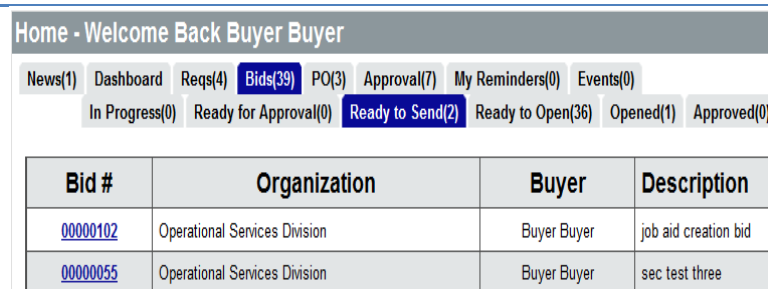 Home - Welcome Back Buyer Buyer
News(1) Dashboard Reqs(4) Bids(39) PO(3) Approval(7) My Reminders(0) Events(0)
In Progress(0) Ready for Approval(0) Ready to Send(2) Ready to Open(36) Opened(1) Approved(0)
Bid # Organization Buyer Description
00000102 Operational Services Division Buyer Buyer job aid creation bid
00000055 Operational Services Division Buyer Buyer sec test three